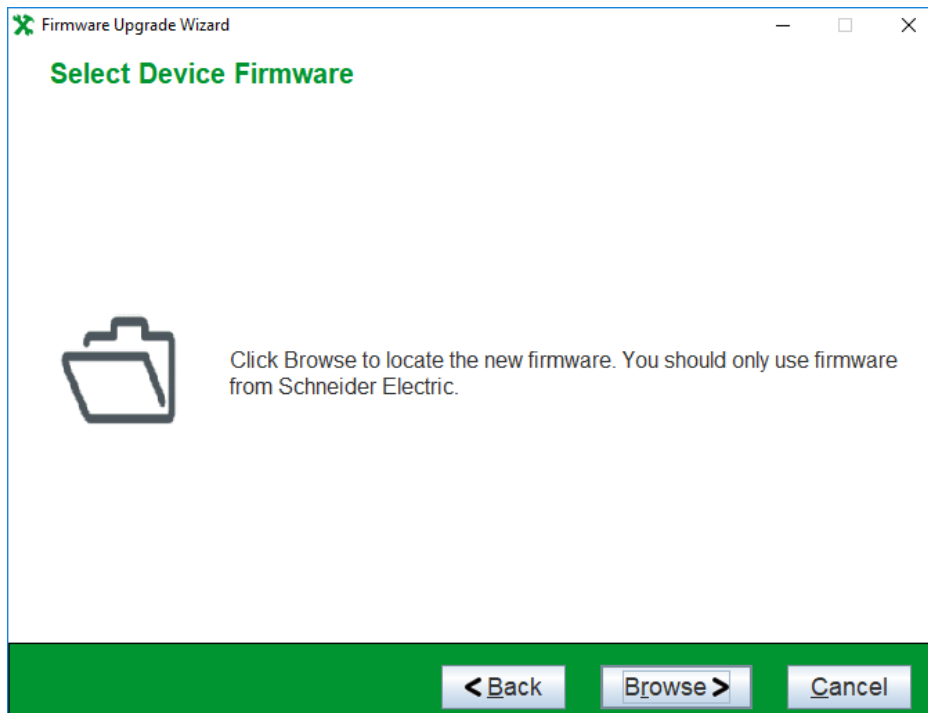 Firmware Upgrade Wizard
Select Device Firmware
Click Browse to locate the new firmware. You should only use firmware
from Schneider Electric.
< Back
Browse >
Cancel